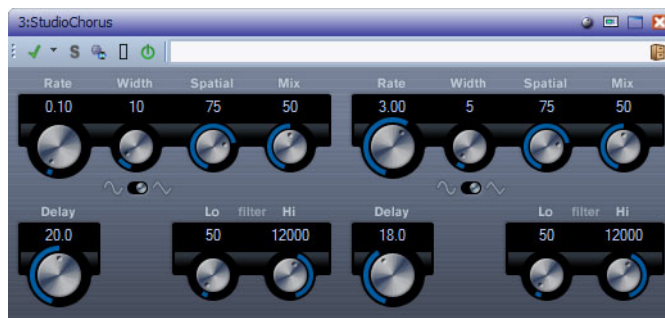 3:StudioChorus
S
Rate Width Spatial Mix Rate Width Spatial Mix
0.10 10 75 50 3.00 5 75 50
Delay Lo filter Hi Delay Lo filter Hi
20.0 50 12000 18.0 50 12000